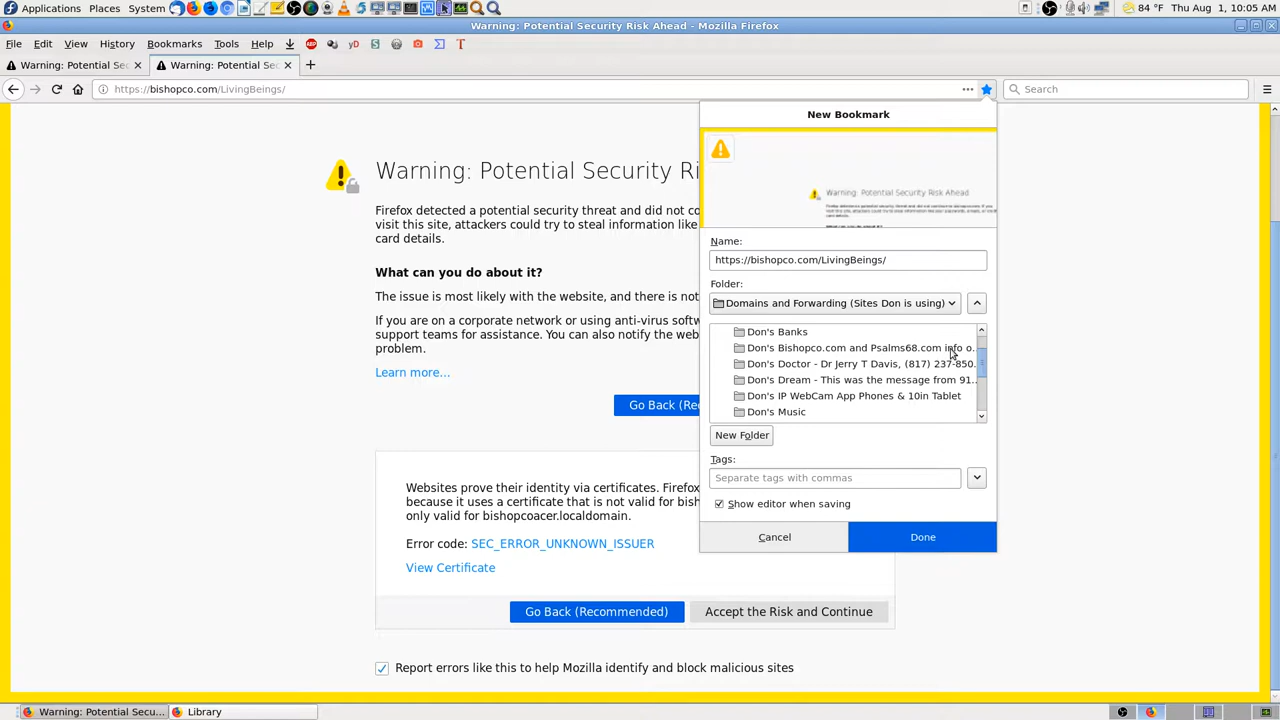 Applications Places System 84 °F Thu Aug 1, 10:05 AM
Warning: Potential Security Risk Ahead - Mozilla Firefox
File Edit View History Bookmarks Tools Help
Warning: Potential Sec Warning: Potential Sec
https://bishopco.com/LivingBeings/ Search
New Bookmark
Warning: Potential Security Risk Ahead
Warning: Potential Security Ri
Firefox detected a potential security threat and did not co
visit this site, attackers could try to steal information like
card details.
What can you do about it?
The issue is most likely with the website, and there is not
If you are on a corporate network or using anti-virus softw
support teams for assistance. You can also notify the web
problem.
Learn more...
Go Back (Re
Name:
https://bishopco.com/LivingBeings/
Folder:
Domains and Forwarding (Sites Don is using)
Don's Banks
Don's Bishopco.com and Psalms68.com info o...
Don's Doctor - Dr Jerry T Davis, (817) 237-850...
Don's Dream - This was the message from 91...
Don's IP WebCam App Phones & 10in Tablet
Don's Music
New Folder
Tags:
Separate tags with commas
Show editor when saving
Cancel Done
Websites prove their identity via certificates. Firefox
because it uses a certificate that is not valid for bish
only valid for bishopcoacer.localdomain.
Error code: SEC_ERROR_UNKNOWN_ISSUER
View Certificate
Go Back (Recommended) Accept the Risk and Continue
Report errors like this to help Mozilla identify and block malicious sites
Warning: Potential Secu... Library